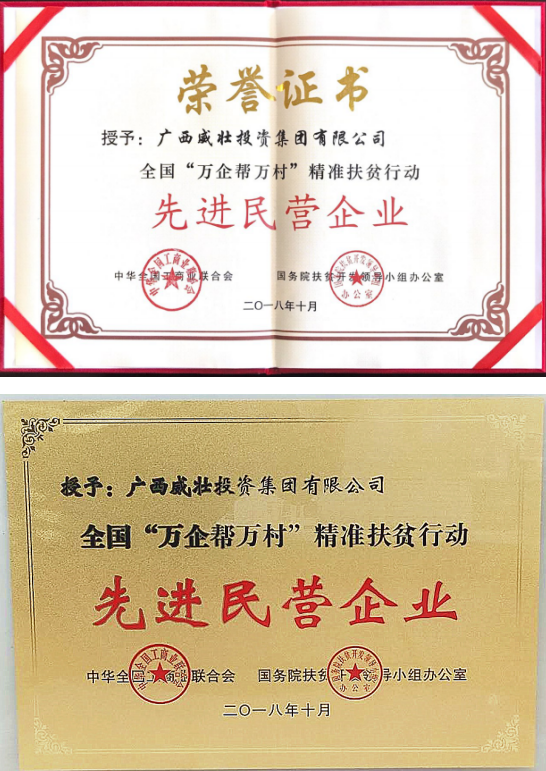 荣誉证书
授予：广西威壮投资集团有限公司
全国“万企帮万村”精准扶贫行动
先进民营企业
中华全国工商业联合会 国务院扶贫开发领导小组办公室
二〇一八年十月
授予：广西威壮投资集团有限公司
全国“万企帮万村”精准扶贫行动
先进民营企业
中华全国工商业联合会 国务院扶贫开发领导小组办公室
二〇一八年十月